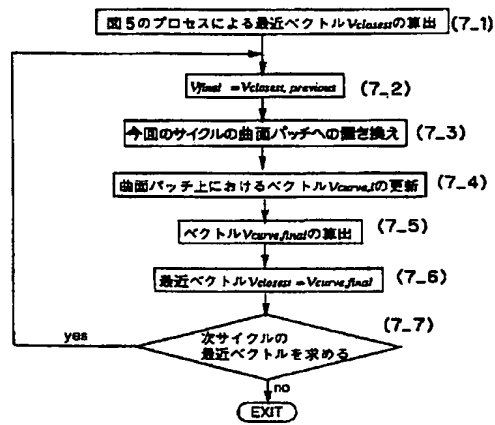 図5のプロセスによる最近ベクトルVclosestの算出 (7_1)
Vfinal = Vclosest, previous (7_2)
今回のサイクルの曲面パッチへの置き換え (7_3)
曲面パッチ上におけるベクトルVcurve,iの更新 (7_4)
ベクトルVcurve,finalの算出 (7_5)
最近ベクトルVclosest = Vcurve,final (7_6)
(7_7)
次サイクルの
最近ベクトルを求める
yes
no
EXIT